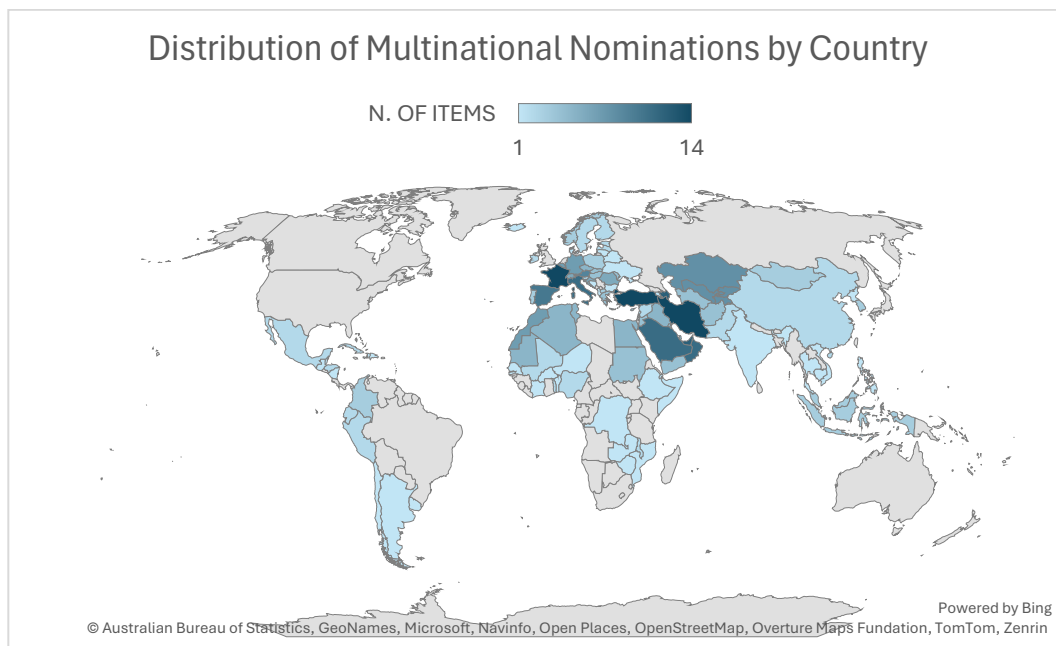 Distribution of Multinational Nominations by Country
N. OF ITEMS
1 14
Powered by Bing
© Australian Bureau of Statistics, GeoNames, Microsoft, Navinfo, Open Places, OpenStreetMap, Overture Maps Fundation, TomTom, Zenrin